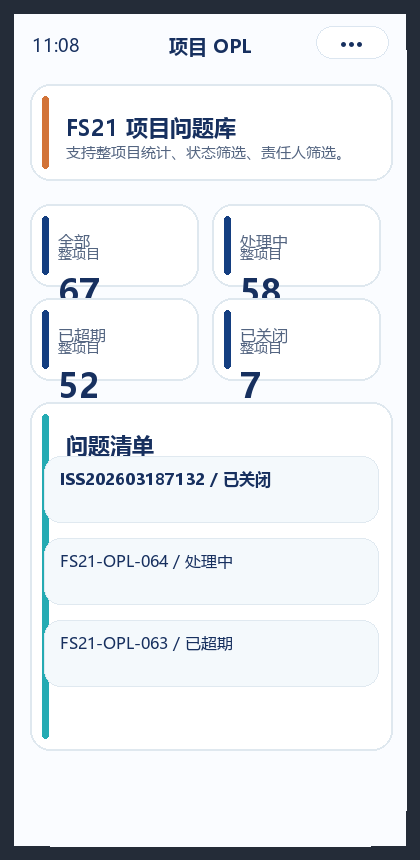 11:08
项目 OPL
•••
FS21 项目问题库
支持整项目统计、状态筛选、责任人筛选。
全部
整项目
67
处理中
整项目
58
已超期
整项目
52
已关闭
整项目
7
问题清单
ISS202603187132 / 已关闭
FS21-OPL-064 / 处理中
FS21-OPL-063 / 已超期